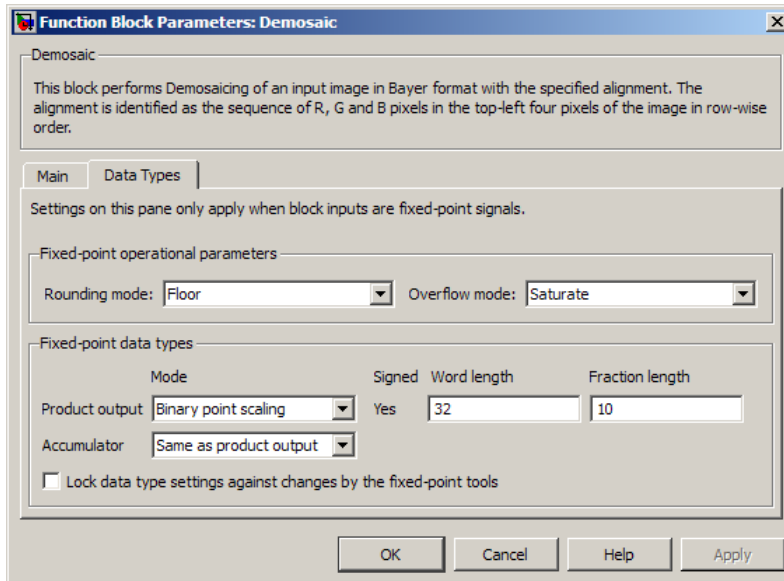 Function Block Parameters: Demosaic
Demosaic
This block performs Demosaicing of an input image in Bayer format with the specified alignment. The
alignment is identified as the sequence of R, G and B pixels in the top-left four pixels of the image in row-wise
order.
Main Data Types
Settings on this pane only apply when block inputs are fixed-point signals.
Fixed-point operational parameters
Rounding mode: Floor Overflow mode: Saturate
Fixed-point data types
Mode Signed Word length Fraction length
Product output Binary point scaling Yes 32 10
Accumulator Same as product output
Lock data type settings against changes by the fixed-point tools
OK Cancel Help Apply